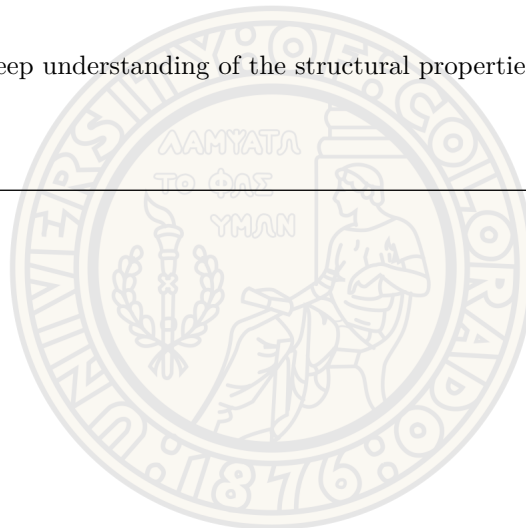 eep understanding of the structural propertie
ΛΑΜΨΑΤΩ
ΤΟ ΦΩΣ
ΥΜΩΝ
UNIVERSITY·OF·COLORADO
·1876·